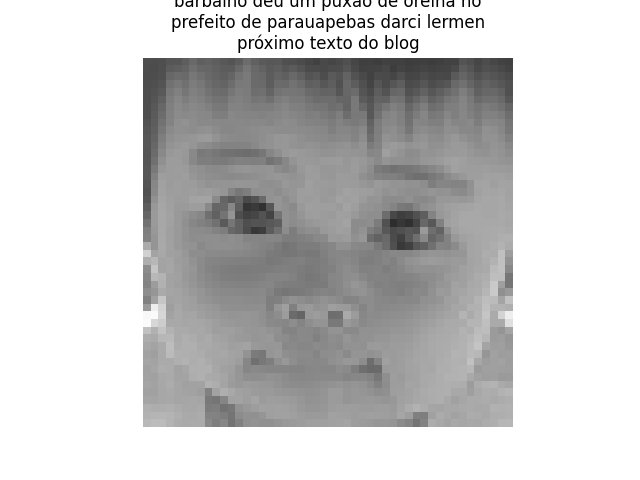 barbalho deu um puxão de orelha no
prefeito de parauapebas darci lermen
próximo texto do blog